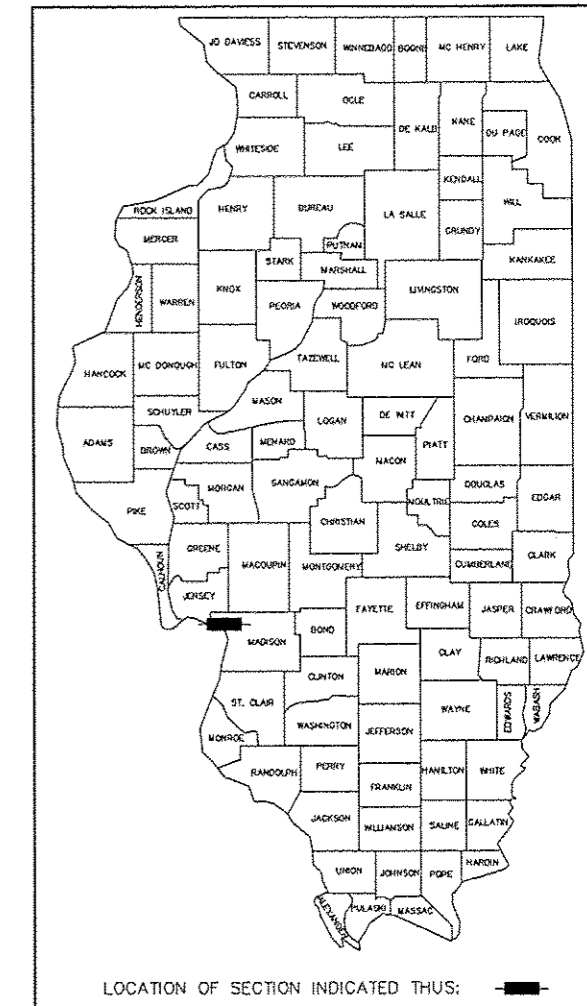 JO DAVIESS STEVENSON WINNEBAGO BOONE MC HENRY LAKE
CARROLL OGLE DE KALB KANE DU PAGE COOK
WHITESIDE LEE KENDALL WILL
ROCK ISLAND HENRY BUREAU LA SALLE GRUNDY
MERCER PUTNAM KANKAKEE
STARK MARSHALL
HENDERSON WARREN KNOX PEORIA WOODFORD LIVINGSTON IROQUOIS
HANCOCK MC DONOUGH FULTON TAZEWELL MC LEAN FORD
SCHUYLER MASON LOGAN DE WITT CHAMPAIGN VERMILION
ADAMS BROWN CASS MENARD MACON PIATT
PIKE SCOTT MORGAN SANGAMON MOULTRIE DOUGLAS EDGAR
CHRISTIAN COLES
CALHOUN GREENE MACOUPIN MONTGOMERY SHELBY CUMBERLAND CLARK
JERSEY FAYETTE EFFINGHAM JASPER CRAWFORD
MADISON BOND CLAY RICHLAND LAWRENCE
CLINTON MARION
ST. CLAIR WAYNE EDWARDS WABASH
MONROE WASHINGTON JEFFERSON
RANDOLPH PERRY HAMILTON WHITE
FRANKLIN
JACKSON WILLIAMSON SALINE GALLATIN
UNION JOHNSON POPE HARDIN
ALEXANDER PULASKI MASSAC
LOCATION OF SECTION INDICATED THUS: